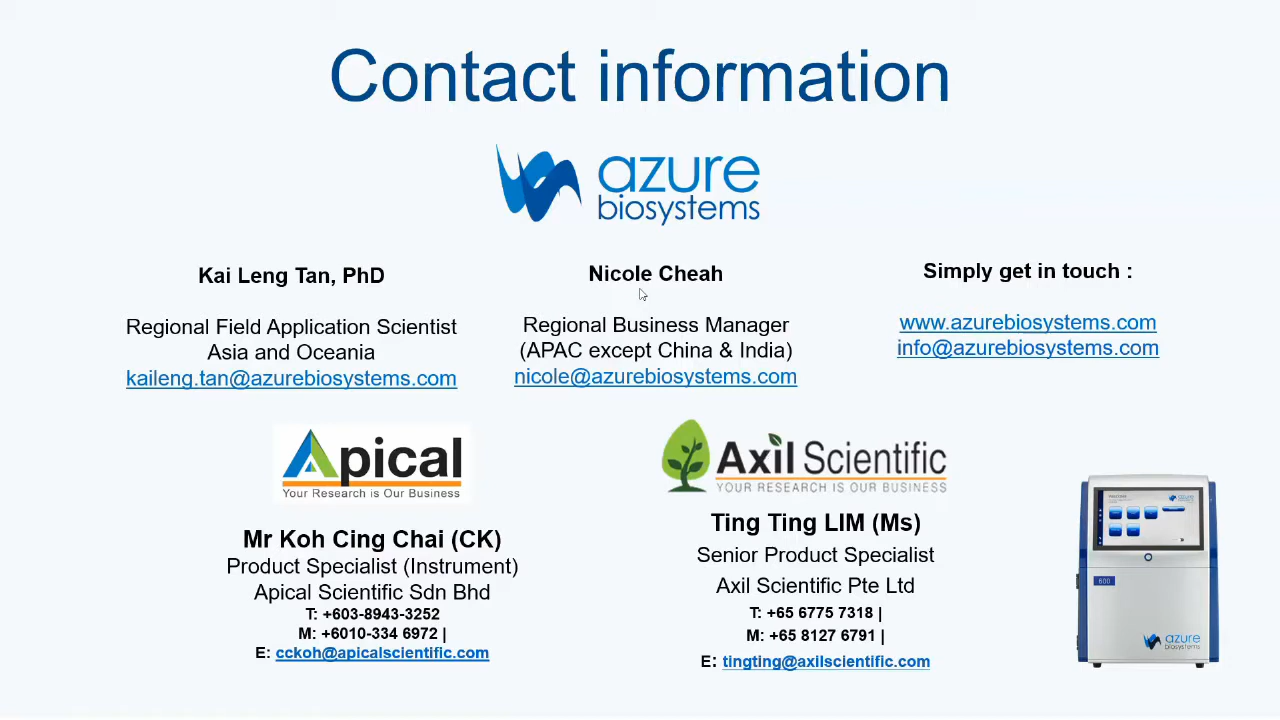 Contact information
azure
biosystems
Kai Leng Tan, PhD
Regional Field Application Scientist
Asia and Oceania
kaileng.tan@azurebiosystems.com
Nicole Cheah
Regional Business Manager
(APAC except China & India)
nicole@azurebiosystems.com
Simply get in touch :
www.azurebiosystems.com
info@azurebiosystems.com
Apical
Your Research is Our Business
Mr Koh Cing Chai (CK)
Product Specialist (Instrument)
Apical Scientific Sdn Bhd
T: +603-8943-3252
M: +6010-334 6972 |
E: cckoh@apicalscientific.com
Axil Scientific
YOUR RESEARCH IS OUR BUSINESS
Ting Ting LIM (Ms)
Senior Product Specialist
Axil Scientific Pte Ltd
T: +65 6775 7318 |
M: +65 8127 6791 |
E: tingting@axilscientific.com
azure
600
azure
biosystems